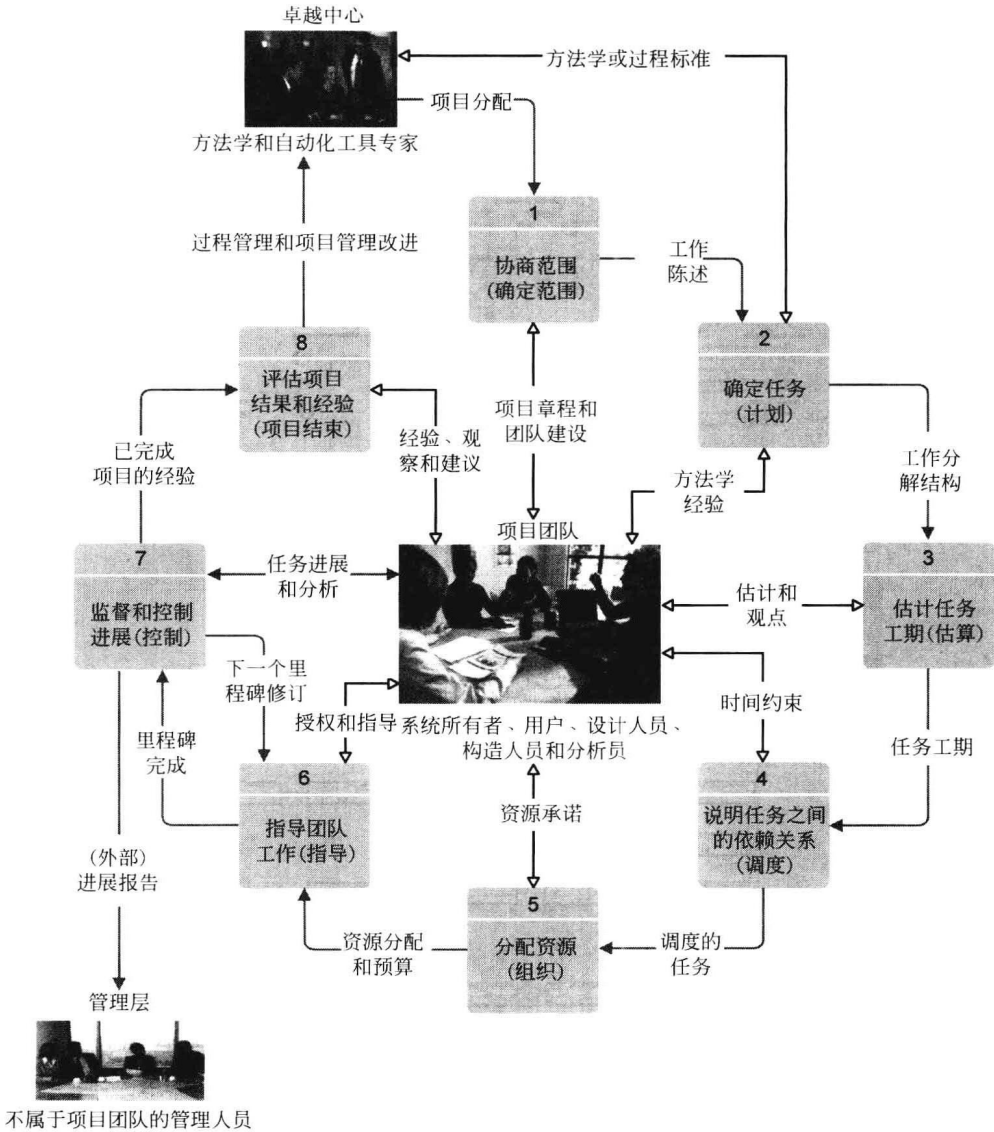 卓越中心
方法学或过程标准
项目分配
方法学和自动化工具专家
1
协商范围
(确定范围)
过程管理和项目管理改进
工作
陈述
2
确定任务
(计划)
8
评估项目
结果和经验
(项目结束)
项目章程和
团队建设
经验、观
察和建议
已完成
项目的经验
方法学
经验
工作分
解结构
项目团队
7
监督和控制
进展(控制)
任务进展
和分析
3
估计任务
工期(估算)
估计和
观点
下一个里
程碑修订
时间约束
授权和指导
系统所有者、用户、设计人员、
构造人员和分析员
里程碑
完成
任务工期
6
指导团队
工作(指导)
4
说明任务之间
的依赖关系
(调度)
资源承诺
(外部)
进展报告
5
分配资源
(组织)
资源分配
和预算
调度的
任务
管理层
不属于项目团队的管理人员